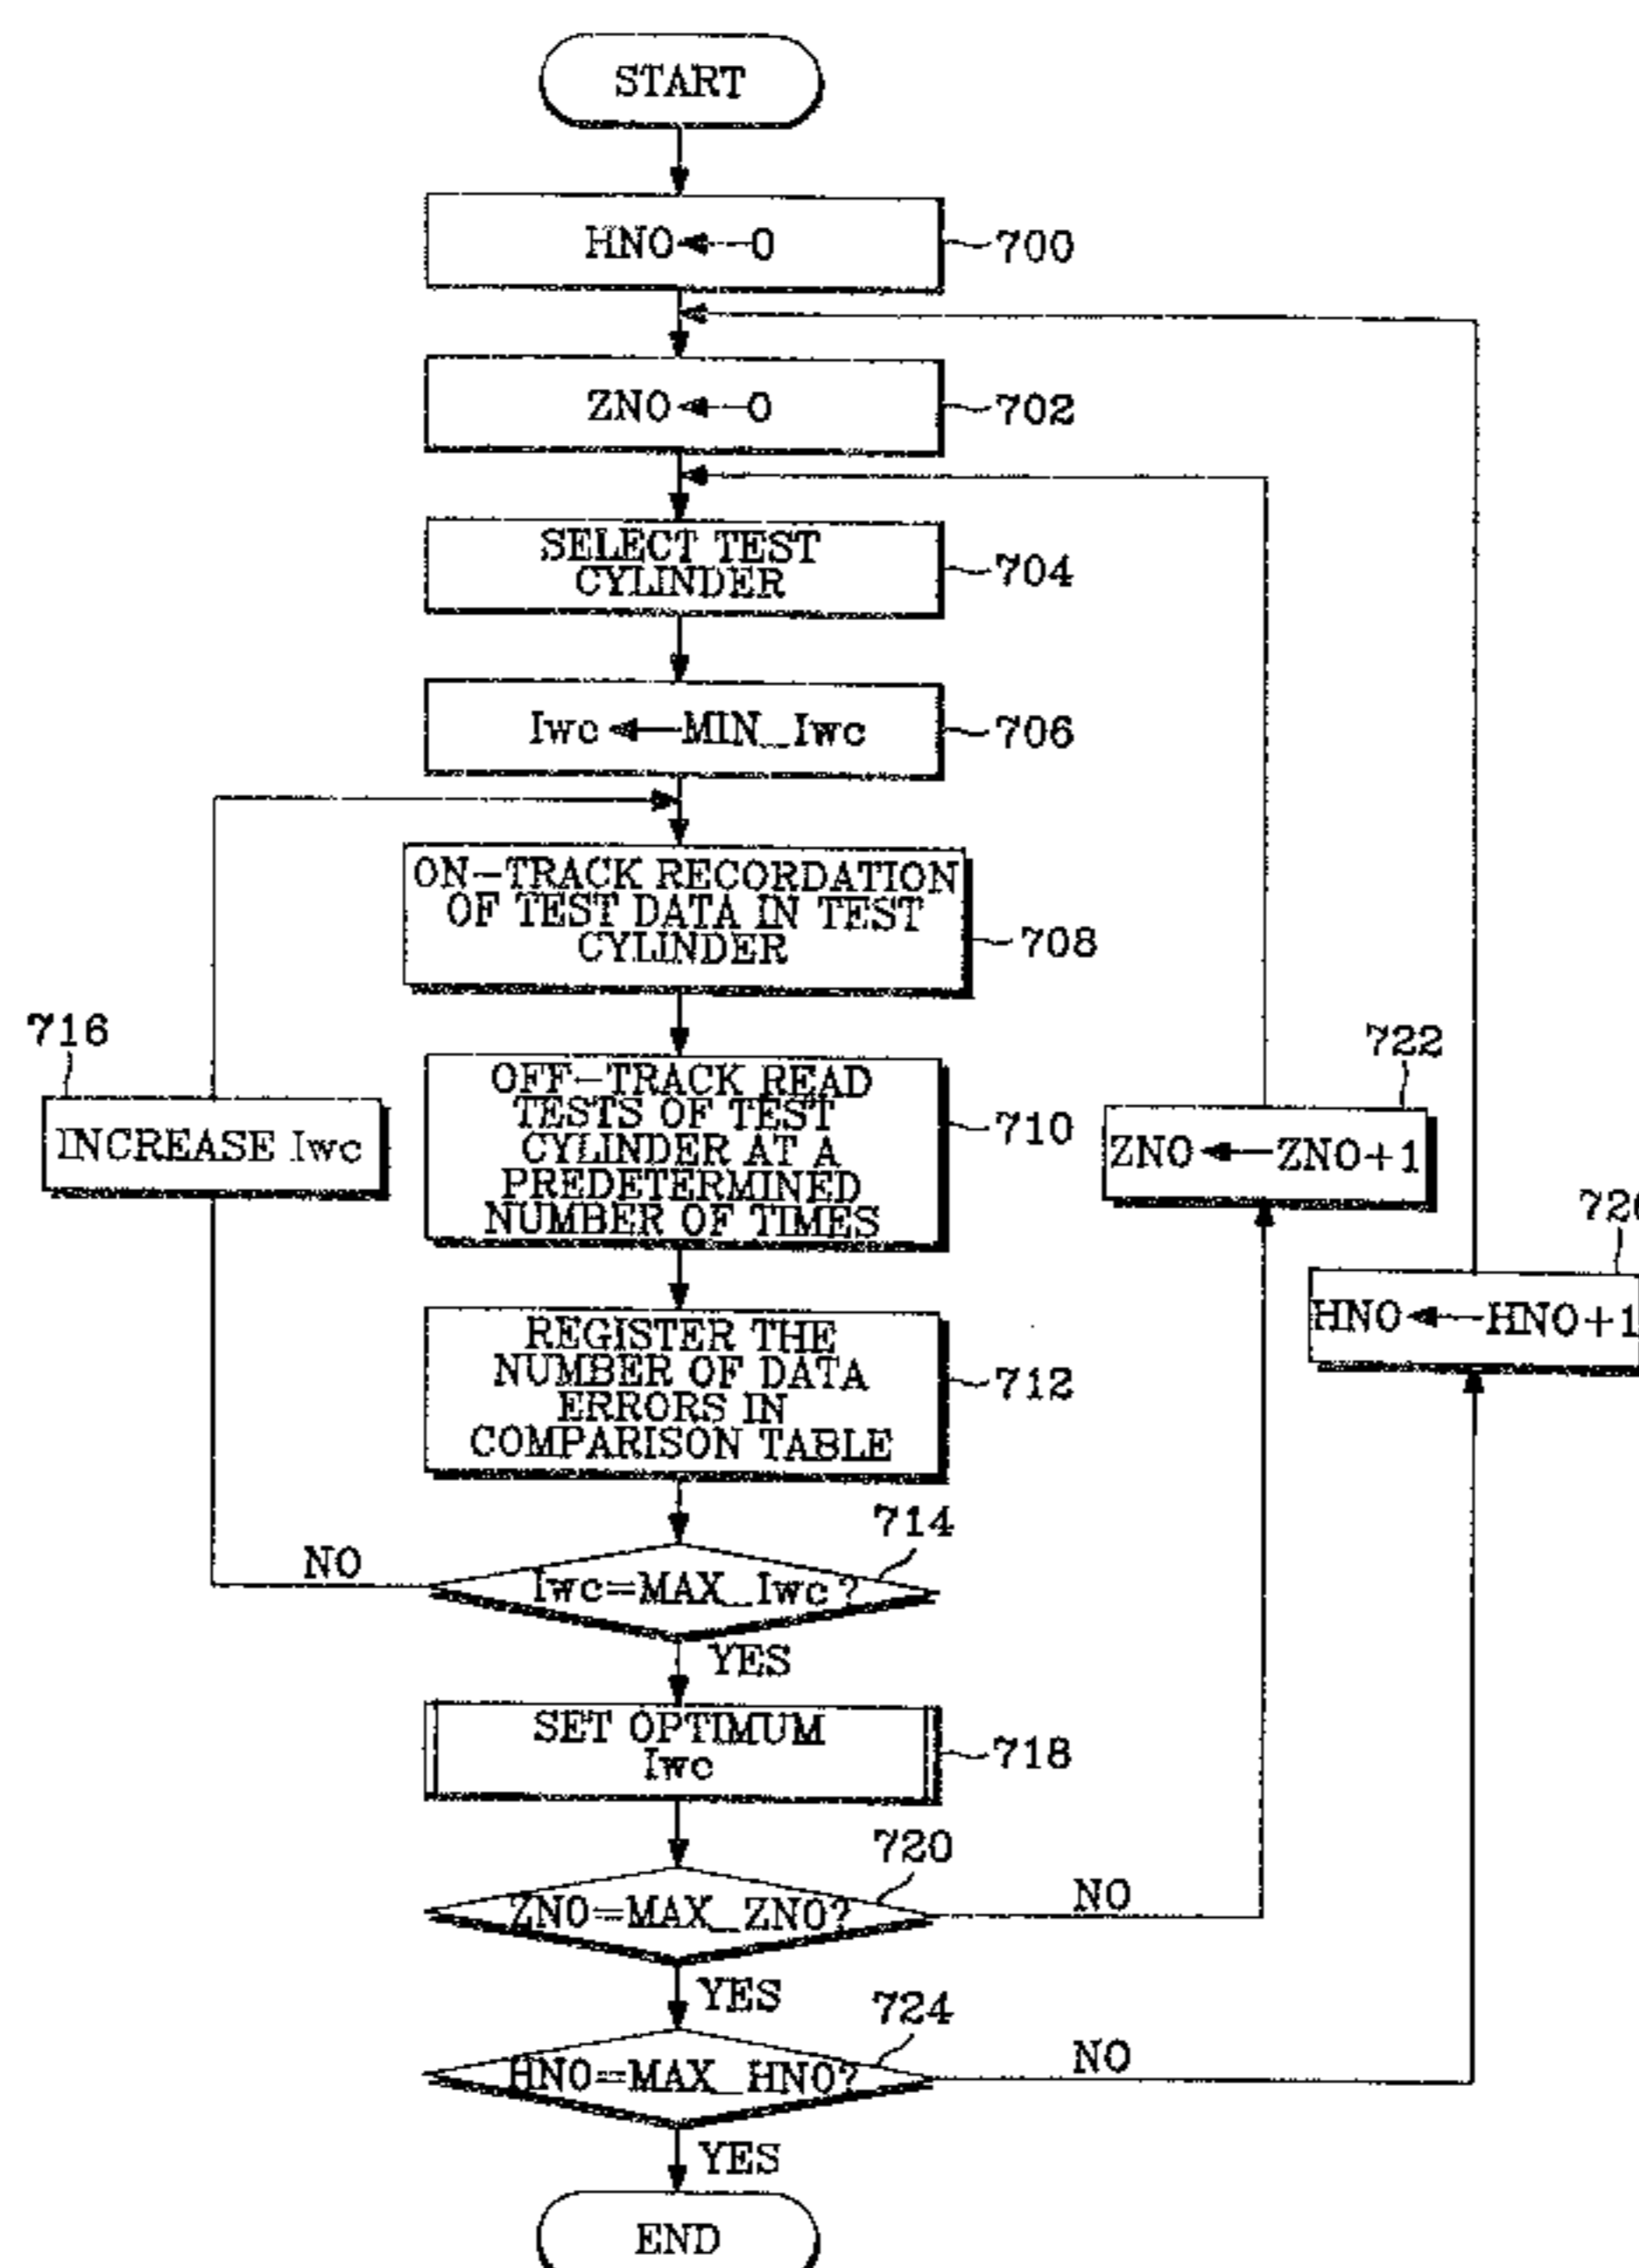 START
HNO←0
700
ZNO←0
702
SELECT TEST
CYLINDER
704
Iwc←MIN_Iwc
706
ON-TRACK RECORDATION
OF TEST DATA IN TEST
CYLINDER
708
716
INCREASE Iwc
OFF-TRACK READ
TESTS OF TEST
CYLINDER AT A
PREDETERMINED
NUMBER OF TIMES
710
722
ZNO←ZNO+1
HNO←HNO+1
REGISTER THE
NUMBER OF DATA
ERRORS IN
COMPARISON TABLE
712
714
Iwc=MAX_Iwc?
NO
YES
SET OPTIMUM
Iwc
718
720
ZNO=MAX_ZNO?
NO
YES
724
HNO=MAX_HNO?
NO
YES
END